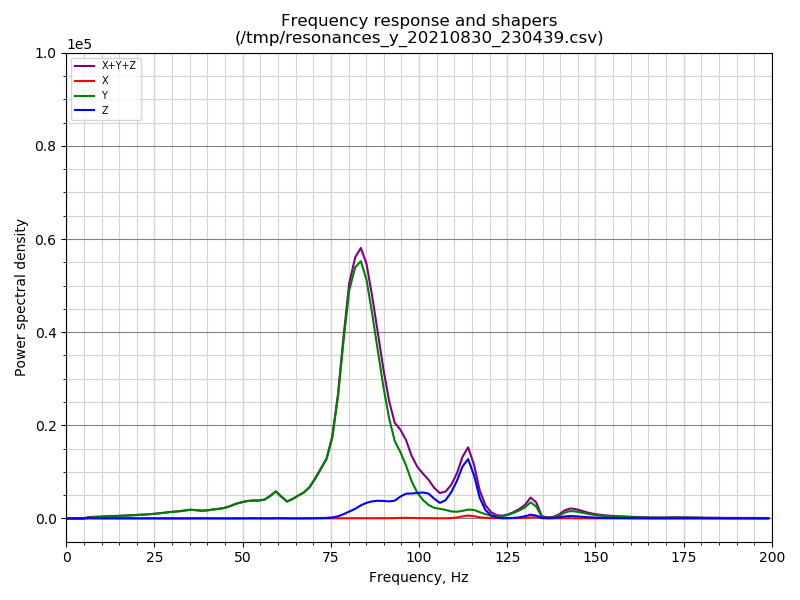 Frequency response and shapers
(/tmp/resonances_y_20210830_230439.csv)
1e5
1.0
0.8
0.6
0.4
0.2
0.0
Power spectral density
X+Y+Z
X
Y
Z
0 25 50 75 100 125 150 175 200
Frequency, Hz